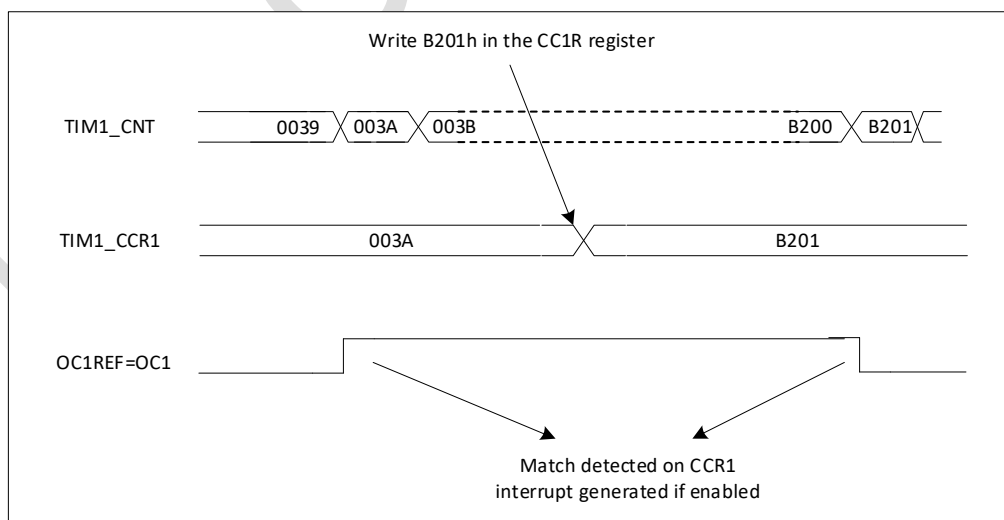 Write B201h in the CC1R register
TIM1_CNT
0039
003A
003B
B200
B201
TIM1_CCR1
003A
B201
OC1REF=OC1
Match detected on CCR1
interrupt generated if enabled